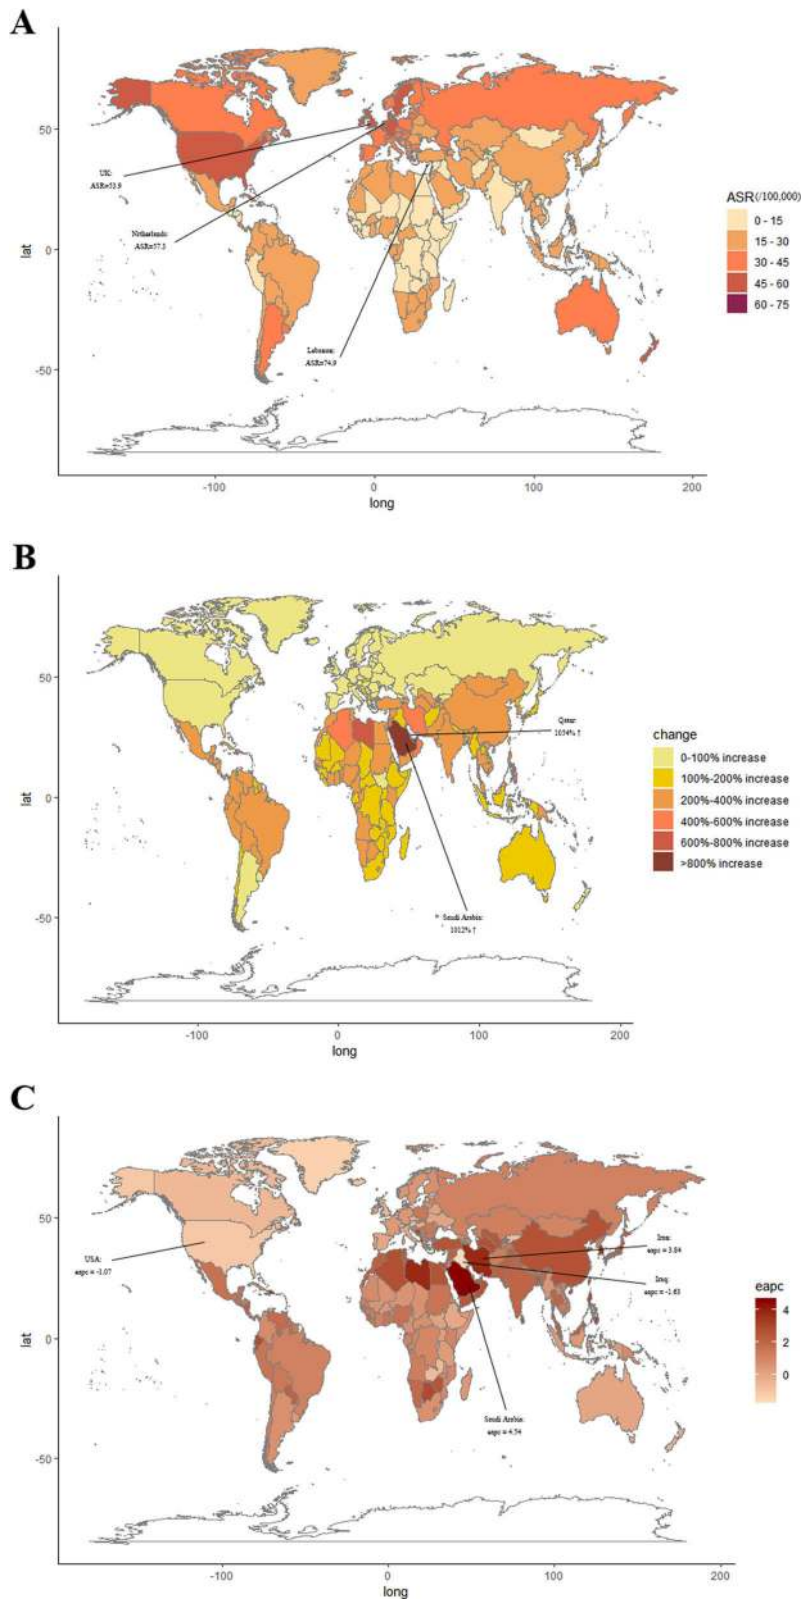 A
50
0
-50
lat
-100
0
100
200
long
UK:
ASR=53.9
Netherlands:
ASR=57.3
Lebanon:
ASR=74.9
ASR(/100,000)
0 - 15
15 - 30
30 - 45
45 - 60
60 - 75
B
50
0
-50
lat
-100
0
100
200
long
Qatar:
1034% ↑
Saudi Arabia:
1012% ↑
change
0-100% increase
100%-200% increase
200%-400% increase
400%-600% increase
600%-800% increase
>800% increase
C
50
0
-50
lat
-100
0
100
200
long
USA:
eapc = -1.07
Iran:
eapc = 3.84
Iraq:
eapc = -1.63
Saudi Arabia:
eapc = 4.54
eapc
4
2
0